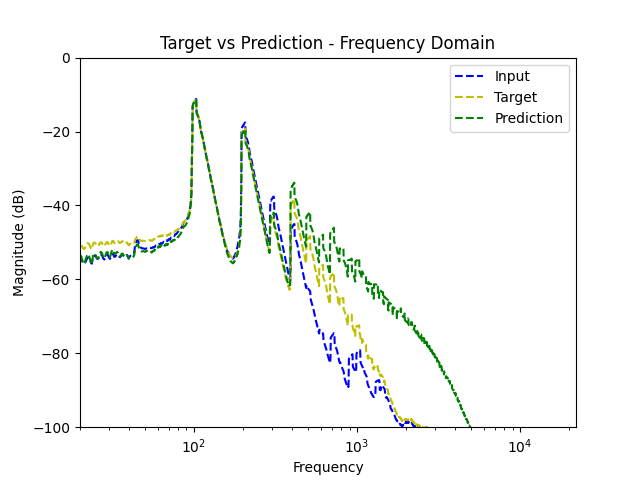 Target vs Prediction - Frequency Domain
Input
Target
Prediction
Magnitude (dB)
0
−20
−40
−60
−80
−100
10²
10³
10⁴
Frequency